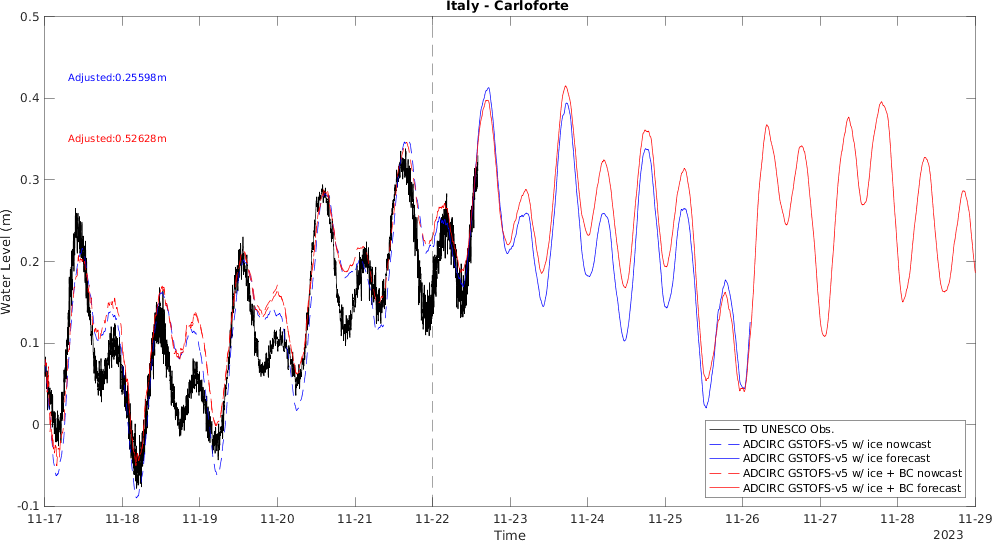 Italy - Carloforte
0.5
0.4
0.3
0.2
0.1
0
-0.1
Water Level (m)
Adjusted:0.25598m
Adjusted:0.52628m
TD UNESCO Obs.
ADCIRC GSTOFS-v5 w/ ice nowcast
ADCIRC GSTOFS-v5 w/ ice forecast
ADCIRC GSTOFS-v5 w/ ice + BC nowcast
ADCIRC GSTOFS-v5 w/ ice + BC forecast
11-17 11-18 11-19 11-20 11-21 11-22 11-23 11-24 11-25 11-26 11-27 11-28 11-29
Time
2023